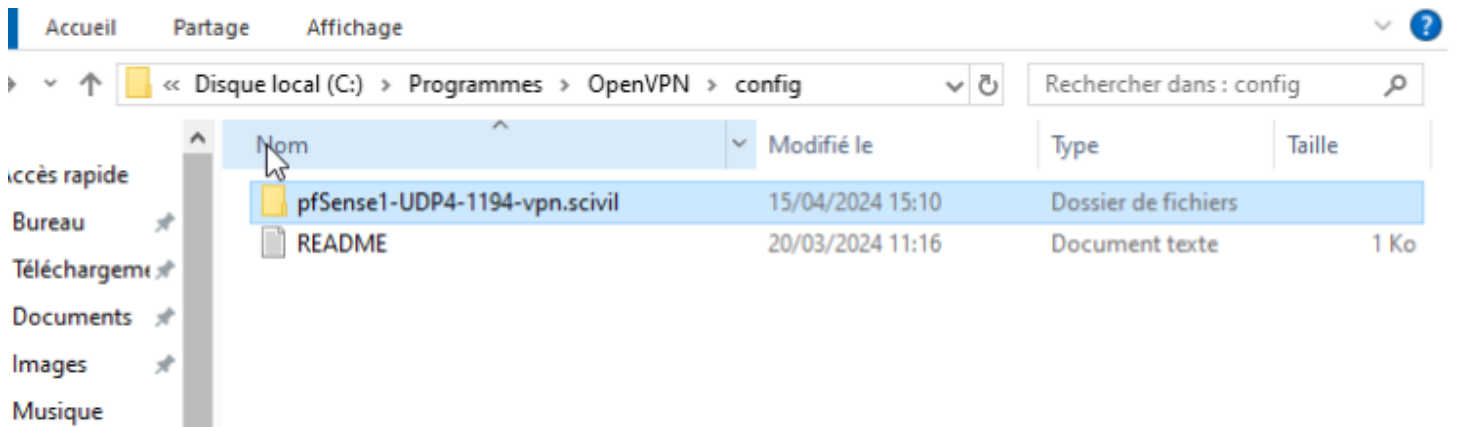 Accueil Partage Affichage
« Disque local (C:) > Programmes > OpenVPN > config Rechercher dans : config
Nom Modifié le Type Taille
Accès rapide
pfSense1-UDP4-1194-vpn.scivil 15/04/2024 15:10 Dossier de fichiers
Bureau
README 20/03/2024 11:16 Document texte 1 Ko
Téléchargeme
Documents
Images
Musique